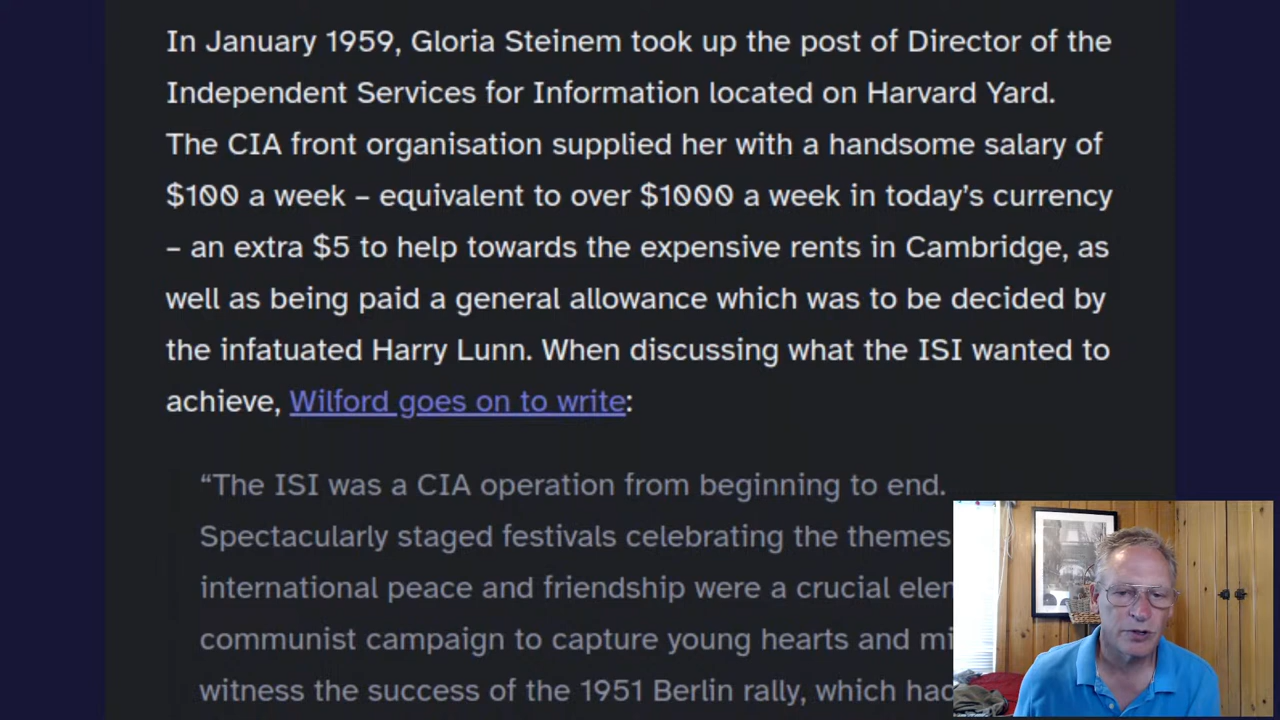 In January 1959, Gloria Steinem took up the post of Director of the
Independent Services for Information located on Harvard Yard.
The CIA front organisation supplied her with a handsome salary of
$100 a week – equivalent to over $1000 a week in today’s currency
– an extra $5 to help towards the expensive rents in Cambridge, as
well as being paid a general allowance which was to be decided by
the infatuated Harry Lunn. When discussing what the ISI wanted to
achieve, Wilford goes on to write:
“The ISI was a CIA operation from beginning to end.
Spectacularly staged festivals celebrating the themes
international peace and friendship were a crucial
communist campaign to capture young hearts and
witness the success of the 1951 Berlin rally, which had